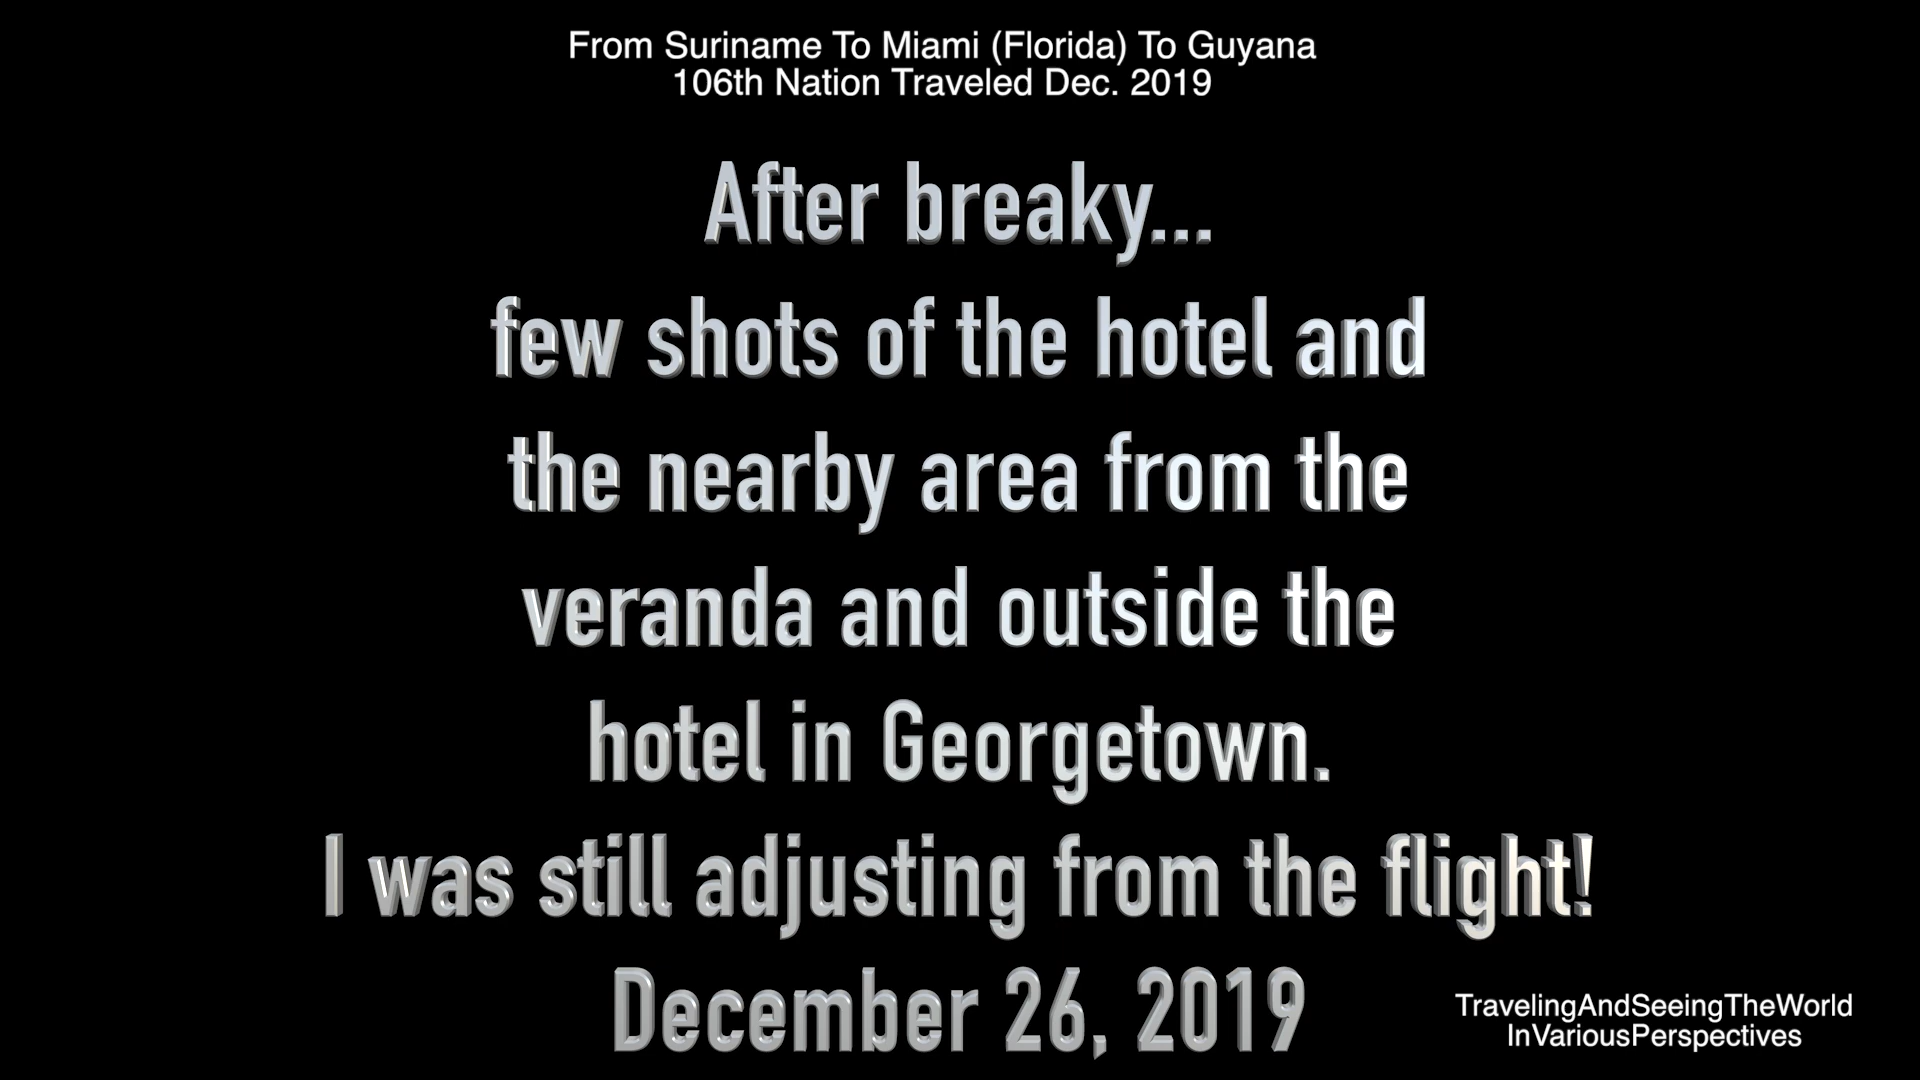 From Suriname To Miami (Florida) To Guyana
106th Nation Traveled Dec. 2019
After breaky...
few shots of the hotel and
the nearby area from the
veranda and outside the
hotel in Georgetown.
I was still adjusting from the flight!
December 26, 2019
TravelingAndSeeingTheWorld
InVariousPerspectives